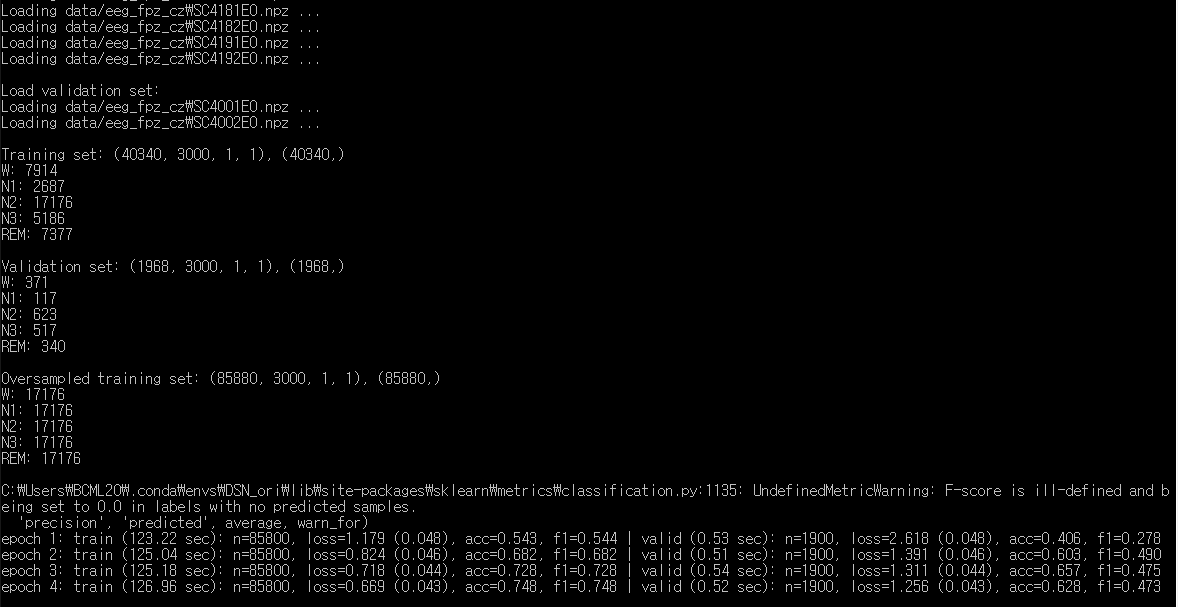 Loading data/eeg_fpz_cz₩SC4181E0.npz ...
Loading data/eeg_fpz_cz₩SC4182E0.npz ...
Loading data/eeg_fpz_cz₩SC4191E0.npz ...
Loading data/eeg_fpz_cz₩SC4192E0.npz ...
Load validation set:
Loading data/eeg_fpz_cz₩SC4001E0.npz ...
Loading data/eeg_fpz_cz₩SC4002E0.npz ...
Training set: (40340, 3000, 1, 1), (40340,)
W: 7914
N1: 2687
N2: 17176
N3: 5186
REM: 7377
Validation set: (1968, 3000, 1, 1), (1968,)
W: 371
N1: 117
N2: 623
N3: 517
REM: 340
Oversampled training set: (85880, 3000, 1, 1), (85880,)
W: 17176
N1: 17176
N2: 17176
N3: 17176
REM: 17176
C:₩Users₩BCML20₩.conda₩envs₩DSN_ori₩lib₩site-packages₩sklearn₩metrics₩classification.py:1135: UndefinedMetricWarning: F-score is ill-defined and b
eing set to 0.0 in labels with no predicted samples.
'precision', 'predicted', average, warn_for)
epoch 1: train (123.22 sec): n=85800, loss=1.179 (0.048), acc=0.543, f1=0.544 | valid (0.53 sec): n=1900, loss=2.618 (0.048), acc=0.406, f1=0.278
epoch 2: train (125.04 sec): n=85800, loss=0.824 (0.046), acc=0.682, f1=0.682 | valid (0.51 sec): n=1900, loss=1.391 (0.046), acc=0.603, f1=0.490
epoch 3: train (125.18 sec): n=85800, loss=0.718 (0.044), acc=0.728, f1=0.728 | valid (0.54 sec): n=1900, loss=1.311 (0.044), acc=0.657, f1=0.475
epoch 4: train (126.96 sec): n=85800, loss=0.669 (0.043), acc=0.748, f1=0.748 | valid (0.52 sec): n=1900, loss=1.256 (0.043), acc=0.628, f1=0.473